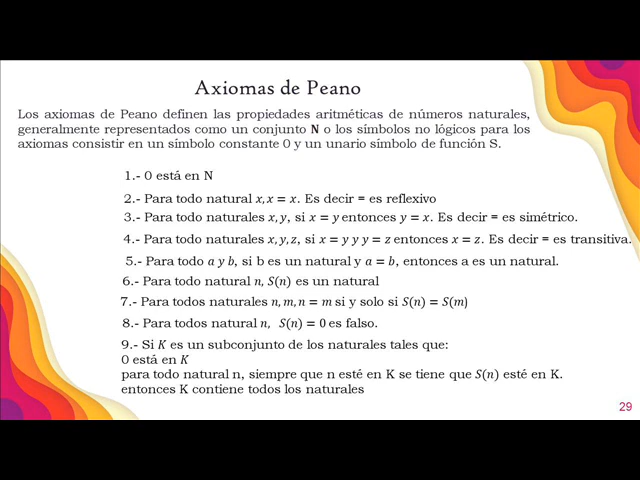 Axiomas de Peano
Los axiomas de Peano definen las propiedades aritméticas de números naturales,
generalmente representados como un conjunto N o los símbolos no lógicos para los
axiomas consistir en un símbolo constante 0 y un unario símbolo de función S.
1.- 0 está en N
2.- Para todo natural x, x = x. Es decir = es reflexivo
3.- Para todo naturales x, y, si x = y entonces y = x. Es decir = es simétrico.
4.- Para todo naturales x, y, z, si x = y y y = z entonces x = z. Es decir = es transitiva.
5.- Para todo a y b, si b es un natural y a = b, entonces a es un natural.
6.- Para todo natural n, S(n) es un natural
7.- Para todos naturales n, m, n = m si y solo si S(n) = S(m)
8.- Para todos natural n, S(n) = 0 es falso.
9.- Si K es un subconjunto de los naturales tales que:
0 está en K
para todo natural n, siempre que n esté en K se tiene que S(n) esté en K.
entonces K contiene todos los naturales
29